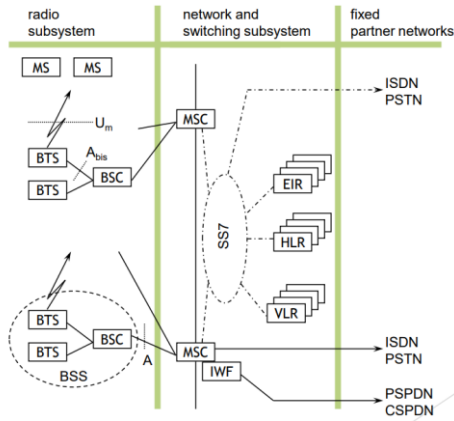 radio
subsystem
network and
switching subsystem
fixed
partner networks
MS
MS
ISDN
PSTN
Um
MSC
BTS
Abis
BSC
BTS
EIR
SS7
HLR
VLR
BTS
BSC
BTS
A
MSC
ISDN
PSTN
BSS
IWF
PSPDN
CSPDN